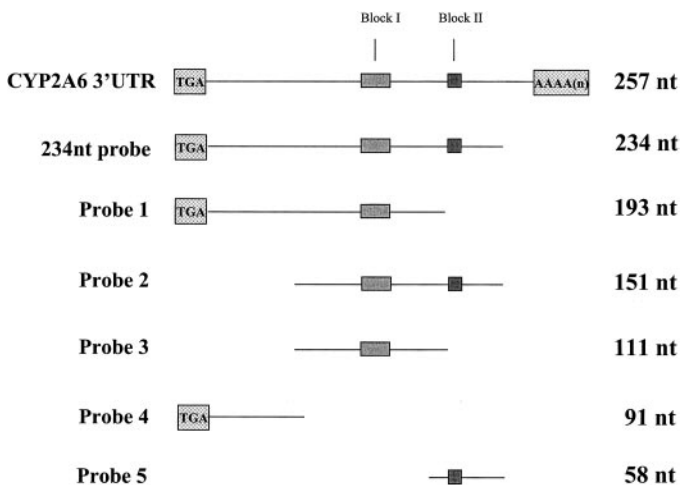 Block I Block II
CYP2A6 3'UTR TGA AAAA(n) 257 nt
234nt probe TGA 234 nt
Probe 1 TGA 193 nt
Probe 2 151 nt
Probe 3 111 nt
Probe 4 TGA 91 nt
Probe 5 58 nt